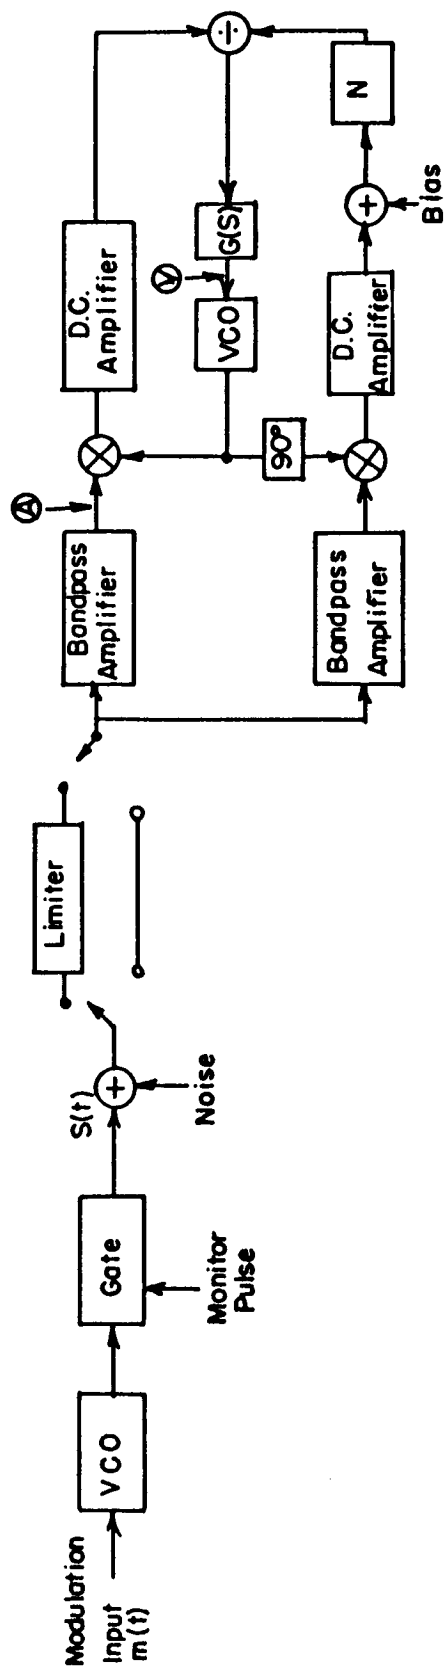 Modulation
Input
m(t)
VCO
Gate
Monitor
Pulse
S(t)
+
Noise
Limiter
Bandpass
Amplifier
A
D.C.
Amplifier
÷
G(S)
V
VCO
90°
Bandpass
Amplifier
D.C.
Amplifier
+
Bias
N